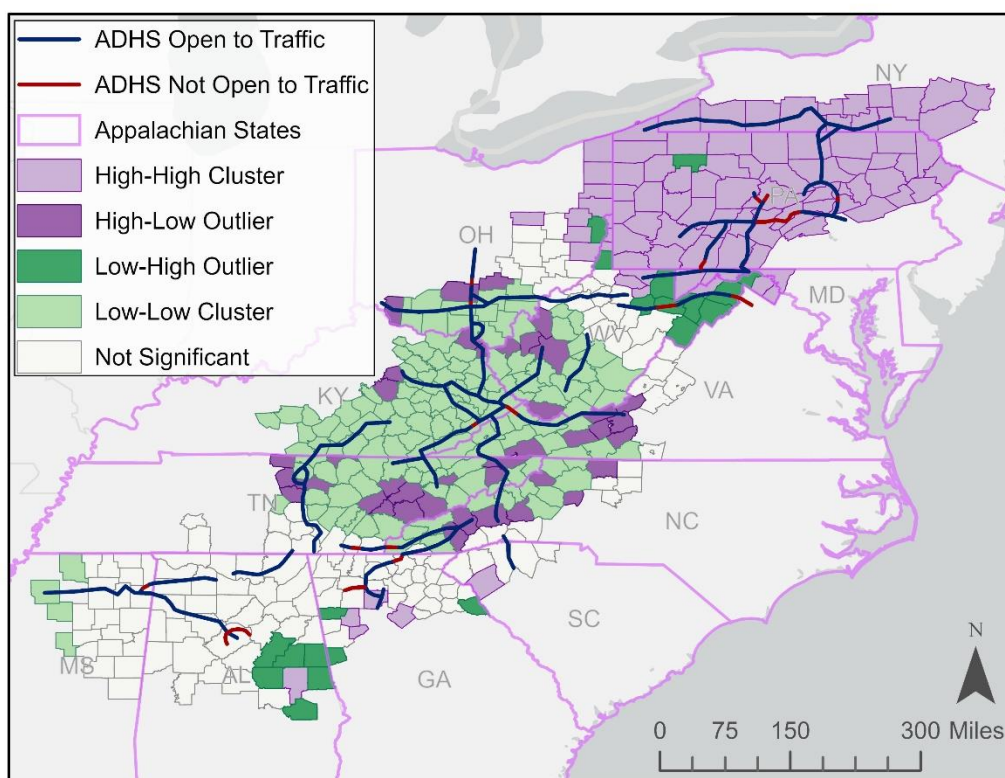 ADHS Open to Traffic
ADHS Not Open to Traffic
Appalachian States
High-High Cluster
High-Low Outlier
Low-High Outlier
Low-Low Cluster
Not Significant
NY
PA
OH
MD
WV
KY
VA
TN
NC
SC
MS
AL
GA
N
0 75 150 300 Miles